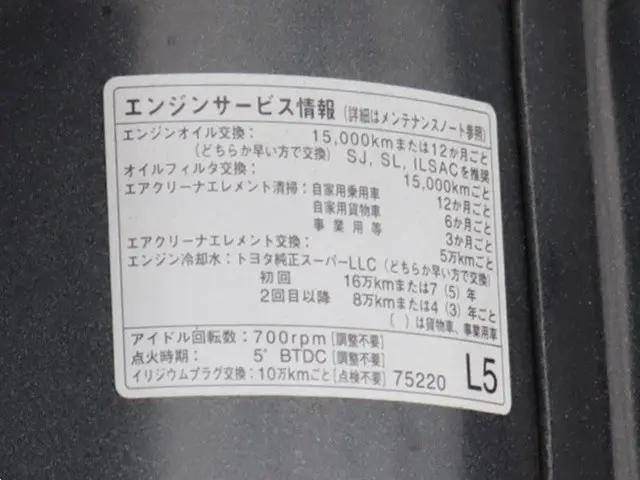 エンジンサービス情報 (詳細はメンテナンスノート参照)
エンジンオイル交換: 15,000kmまたは12か月ごと
(どちらか早い方で交換) SJ, SL, ILSACを推奨
オイルフィルタ交換: 15,000kmごと
エアクリーナエレメント清掃: 自家用乗用車 12か月ごと
自家用貨物車 6か月ごと
事業用等 3か月ごと
エアクリーナエレメント交換: 5万kmごと
エンジン冷却水: トヨタ純正スーパーLLC (どちらか早い方で交換)
初回 16万kmまたは7 (5) 年
2回目以降 8万kmまたは4 (3) 年ごと
( ) は貨物車、事業用車
アイドル回転数: 700rpm [調整不要]
点火時期: 5° BTDC [調整不要]
イリジウムプラグ交換: 10万kmごと [点検不要] 75220 L5